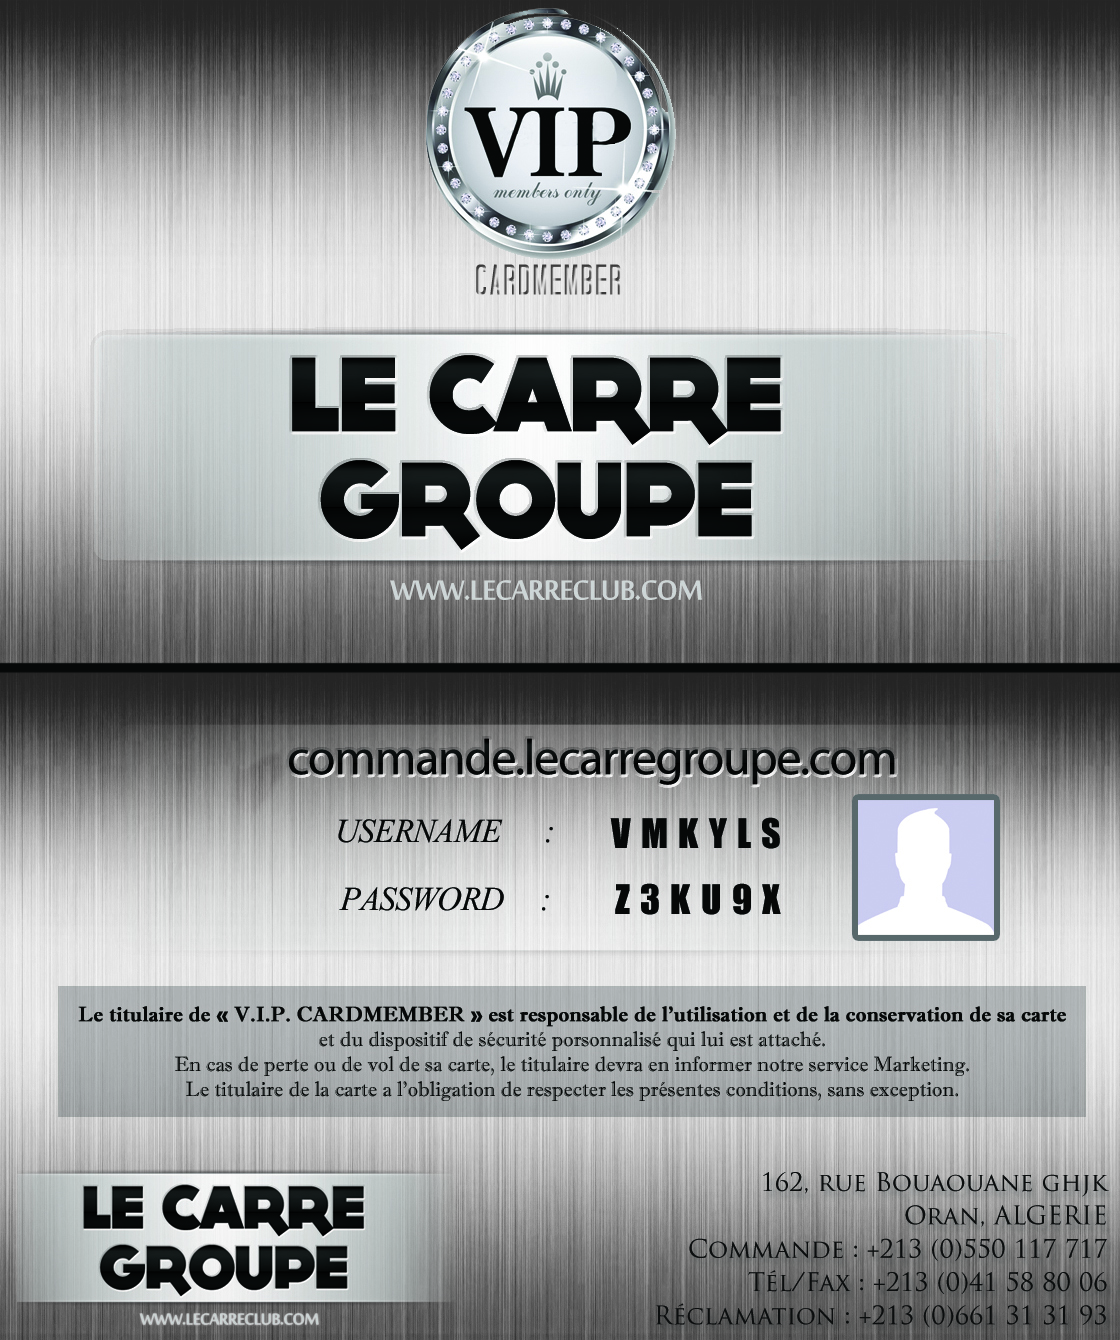 VIP
members only
CARDMEMBER
LE CARRE
GROUPE
WWW.LECARRECLUB.COM
commande.lecarregroupe.com
USERNAME : VMKYLS
PASSWORD : Z3KU9X
Le titulaire de « V.I.P. CARDMEMBER » est responsable de l'utilisation et de la conservation de sa carte
et du dispositif de sécurité porsonnalisé qui lui est attaché.
En cas de perte ou de vol de sa carte, le titulaire devra en informer notre service Marketing.
Le titulaire de la carte a l'obligation de respecter les présentes conditions, sans exception.
LE CARRE
GROUPE
WWW.LECARRECLUB.COM
162, rue Bouaouane ghjk
Oran, ALGERIE
Commande : +213 (0)550 117 717
Tél/Fax : +213 (0)41 58 80 06
Réclamation : +213 (0)661 31 31 93